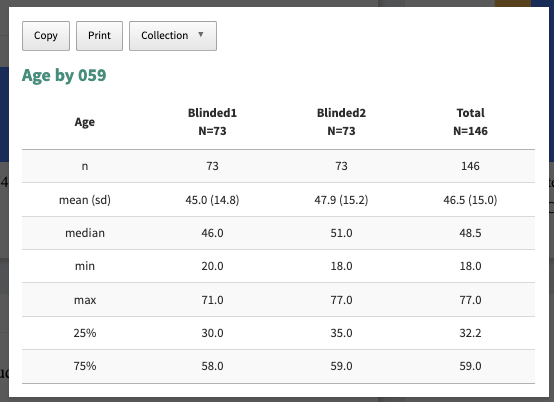 Copy Print Collection
Age by 059
Age Blinded1 N=73 Blinded2 N=73 Total N=146
n 73 73 146
mean (sd) 45.0 (14.8) 47.9 (15.2) 46.5 (15.0)
median 46.0 51.0 48.5
min 20.0 18.0 18.0
max 71.0 77.0 77.0
25% 30.0 35.0 32.2
75% 58.0 59.0 59.0